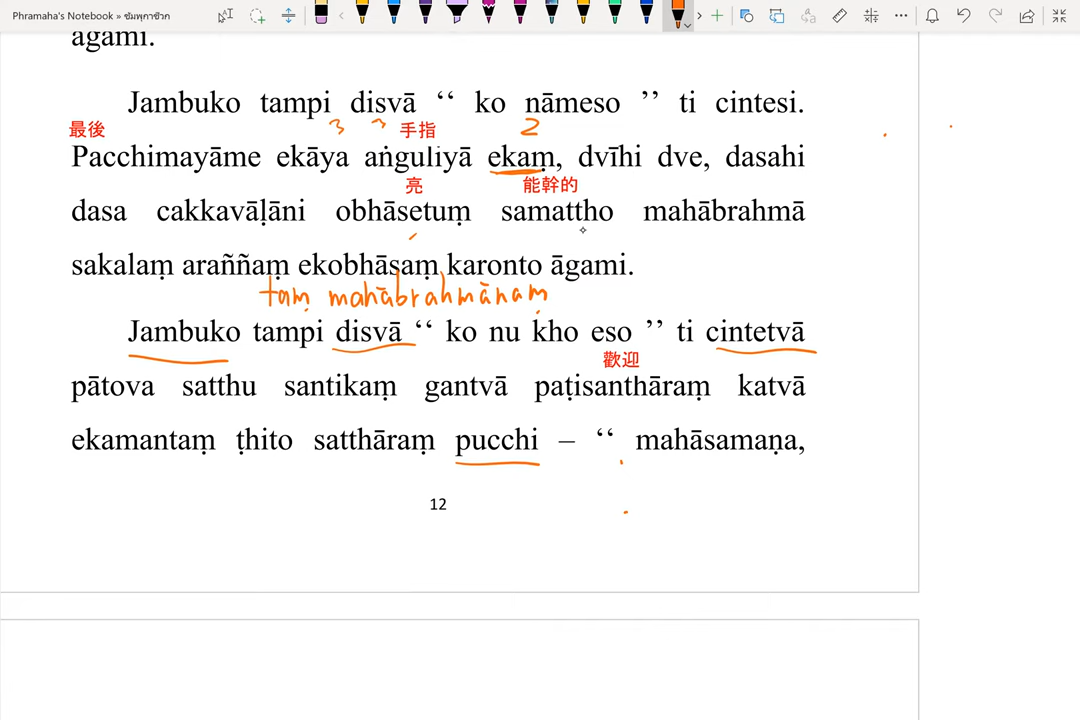 Phramaha's Notebook » ชัมพุกาชีวก
āgami.
Jambuko tampi disvā ‘‘ ko nāmeso ’’ ti cintesi.
最後 3 3 手指 2
Pacchimayāme ekāya aṅguliyā ekaṃ, dvīhi dve, dasahi
亮 能幹的
dasa cakkavāḷāni obhāsetuṃ samattho mahābrahmā
sakalaṃ araññaṃ ekobhāsaṃ karonto āgami.
taṃ mahābrahmānaṃ
Jambuko tampi disvā ‘‘ ko nu kho eso ’’ ti cintetvā
歡迎
pātova satthu santikaṃ gantvā paṭisanthāraṃ katvā
ekamantaṃ ṭhito satthāraṃ pucchi – ‘‘ mahāsamaṇa,
12